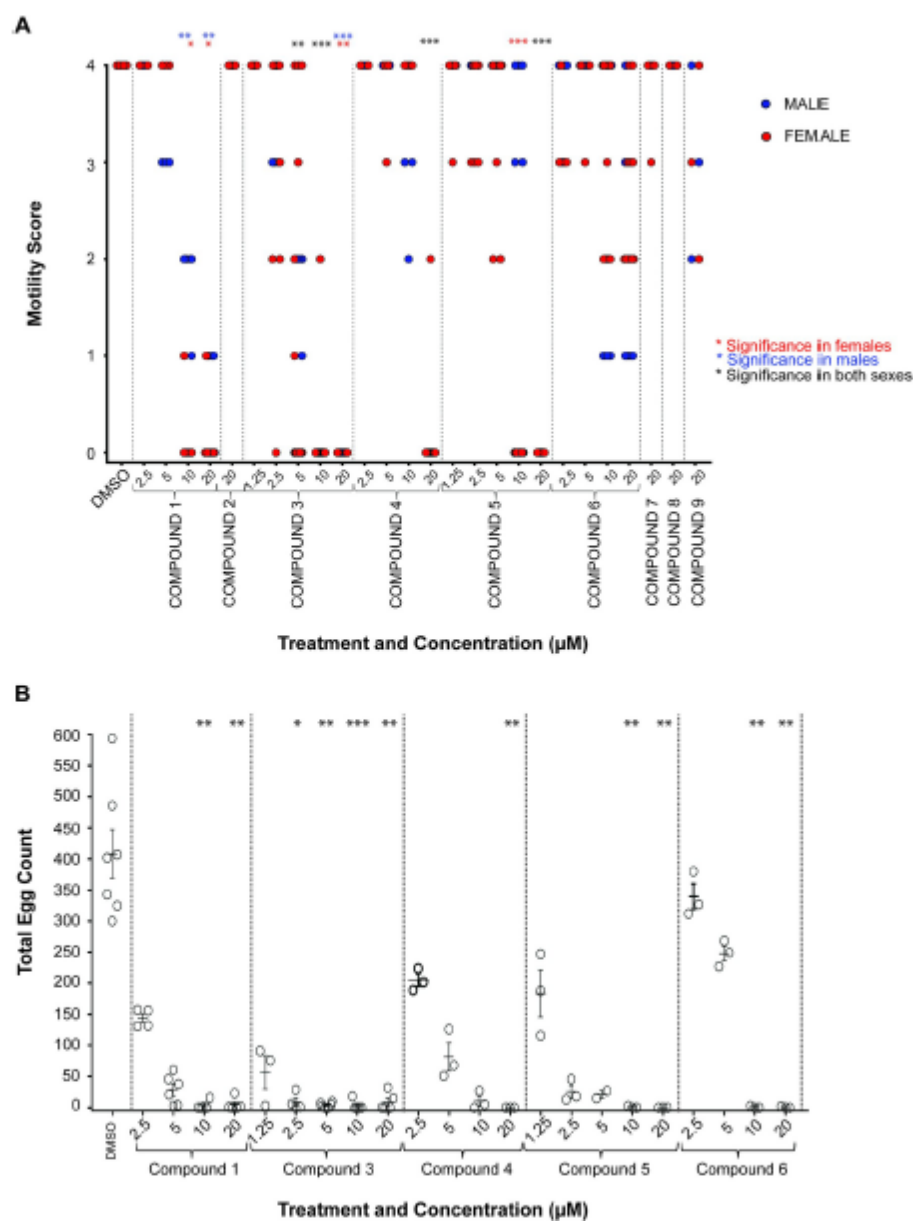 A
** ** ** *** *** *** *** ***
* * ** 
4
3
2
1
0
Motility Score
MALE
FEMALE
* Significance in females
* Significance in males
* Significance in both sexes
DMSO 2.5 5 10 20 20 1.25 2.5 5 10 20 2.5 5 10 20 1.25 2.5 5 10 20 2.5 5 10 20 20 20 20
COMPOUND 1 COMPOUND 2 COMPOUND 3 COMPOUND 4 COMPOUND 5 COMPOUND 6 COMPOUND 7 COMPOUND 8 COMPOUND 9
Treatment and Concentration (µM)
B
** ** * ** *** ** ** ** ** ** **
600
550
500
450
400
350
300
250
200
150
100
50
0
Total Egg Count
DMSO 2.5 5 10 20 1.25 2.5 5 10 20 2.5 5 10 20 1.25 2.5 5 10 20 2.5 5 10 20
Compound 1 Compound 3 Compound 4 Compound 5 Compound 6
Treatment and Concentration (µM)